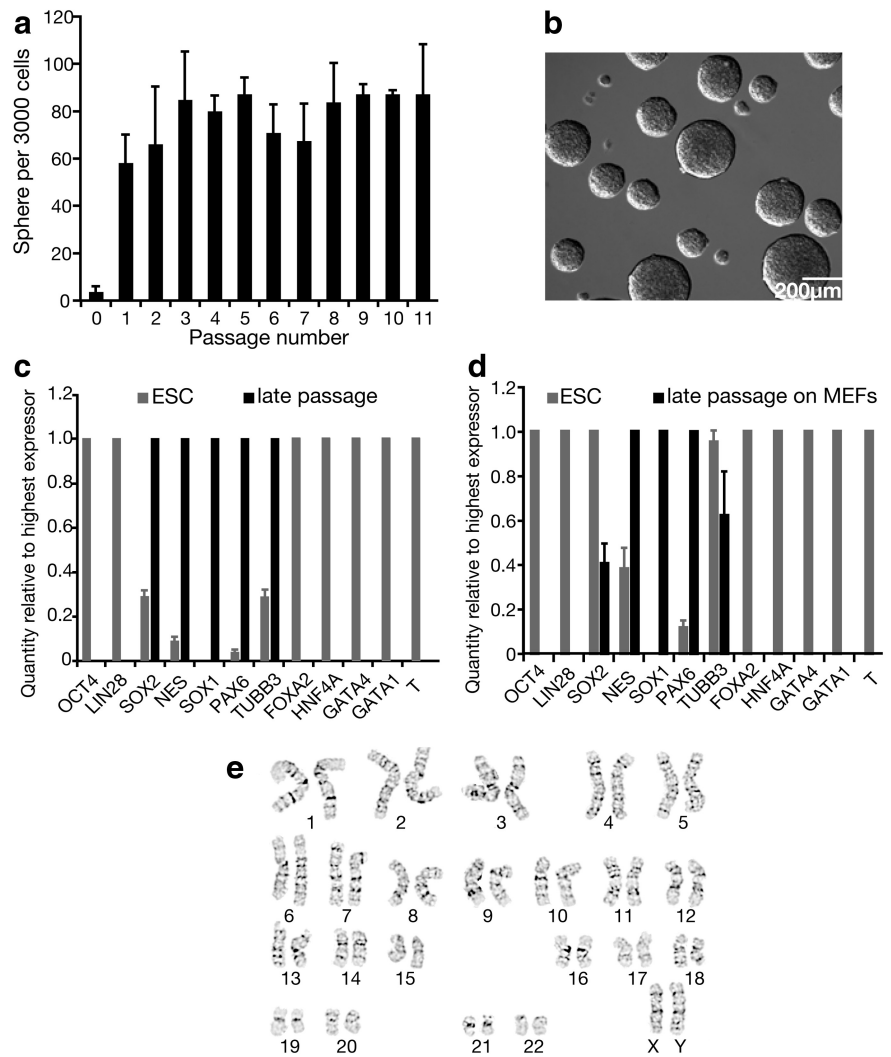 a
120
100
80
60
40
20
0
Sphere per 3000 cells
0 1 2 3 4 5 6 7 8 9 10 11
Passage number
b
200µm
c
1.2
1.0
0.8
0.6
0.4
0.2
0
Quantity relative to highest expressor
ESC late passage
OCT4 LIN28 SOX2 NES SOX1 PAX6 TUBB3 FOXA2 HNF4A GATA4 GATA1 T
d
1.2
1.0
0.8
0.6
0.4
0.2
0
Quantity relative to highest expressor
ESC late passage on MEFs
OCT4 LIN28 SOX2 NES SOX1 PAX6 TUBB3 FOXA2 HNF4A GATA4 GATA1 T
e
1 2 3 4 5
6 7 8 9 10 11 12
13 14 15 16 17 18
19 20 21 22 X Y